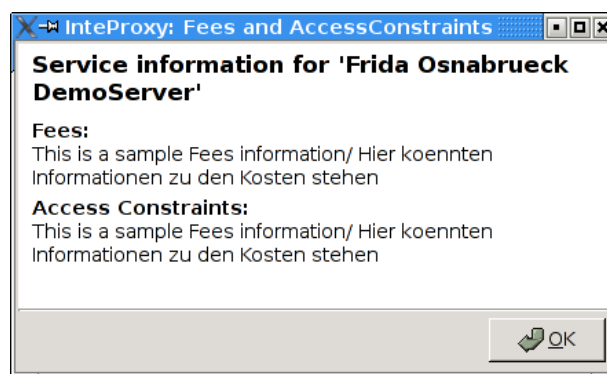 InteProxy: Fees and AccessConstraints
Service information for 'Frida Osnabrueck
DemoServer'
Fees:
This is a sample Fees information/ Hier koennten
Informationen zu den Kosten stehen
Access Constraints:
This is a sample Fees information/ Hier koennten
Informationen zu den Kosten stehen
OK